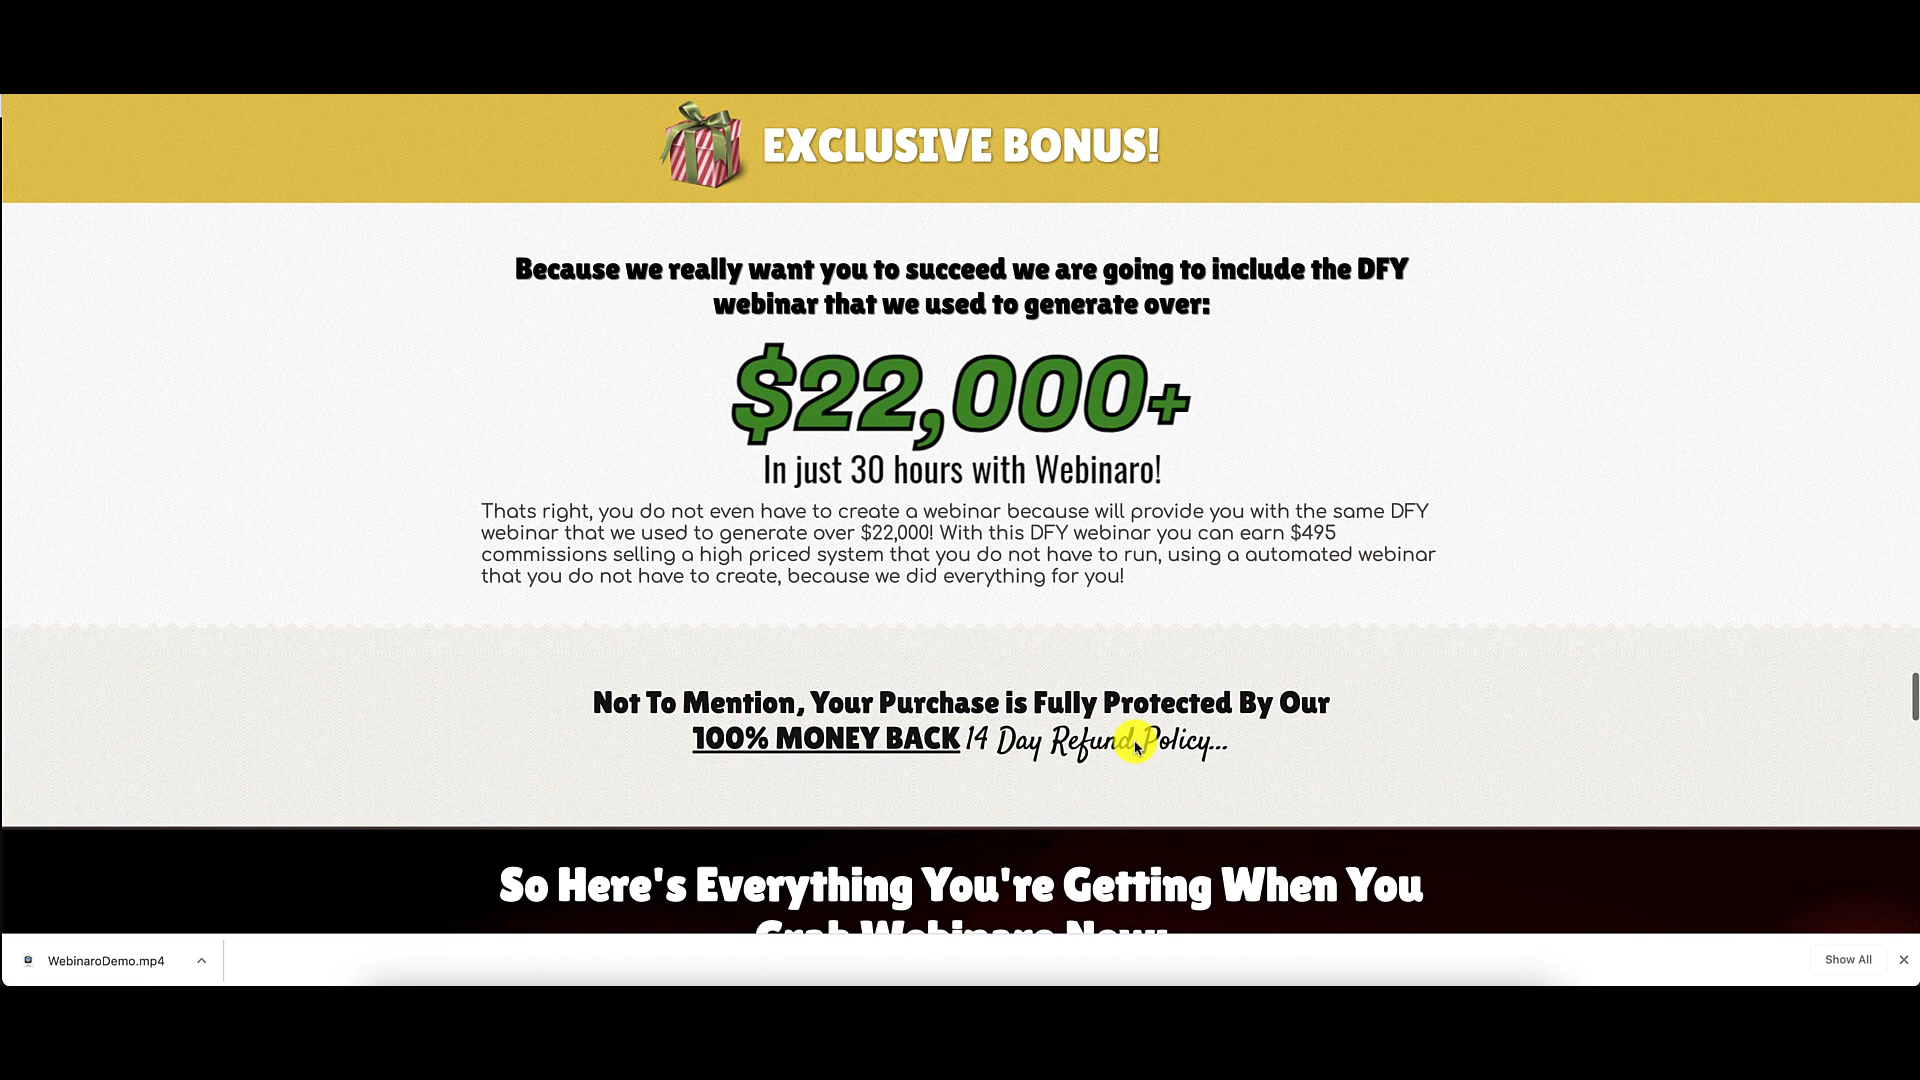 EXCLUSIVE BONUS!
Because we really want you to succeed we are going to include the DFY
webinar that we used to generate over:
$22,000+
In just 30 hours with Webinaro!
Thats right, you do not even have to create a webinar because will provide you with the same DFY
webinar that we used to generate over $22,000! With this DFY webinar you can earn $495
commissions selling a high priced system that you do not have to run, using a automated webinar
that you do not have to create, because we did everything for you!
Not To Mention, Your Purchase is Fully Protected By Our
100% MONEY BACK 14 Day Refund Policy...
So Here's Everything You're Getting When You
Grab Webinaro Now:
WebinaroDemo.mp4
Show All